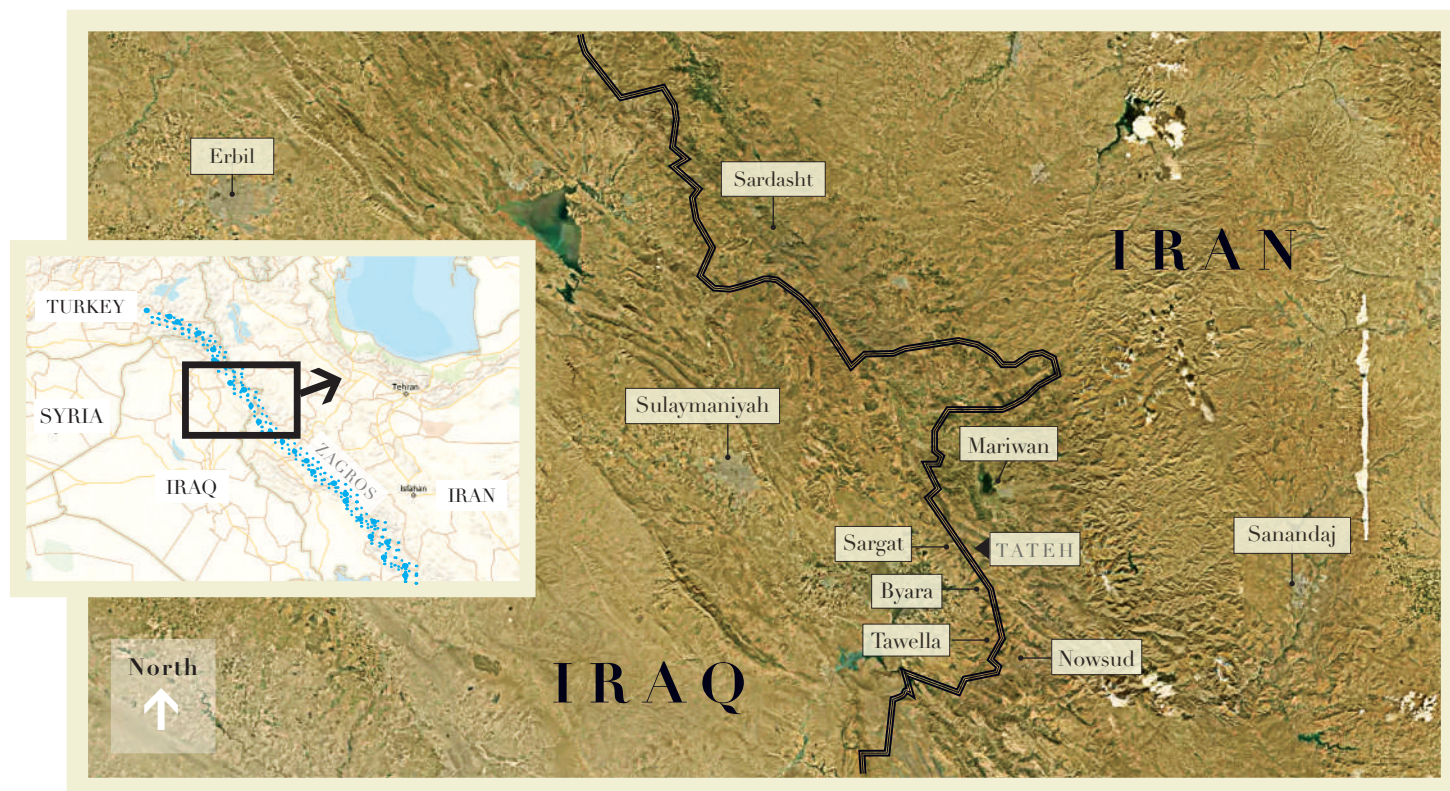 Erbil
Sardasht
IRAN
TURKEY
Tehran
SYRIA
ZAGROS
Isfahan
IRAQ
IRAN
Sulaymaniyah
Mariwan
Sargat
TATEH
Sanandaj
Byara
Tawella
Nowsud
North
IRAQ